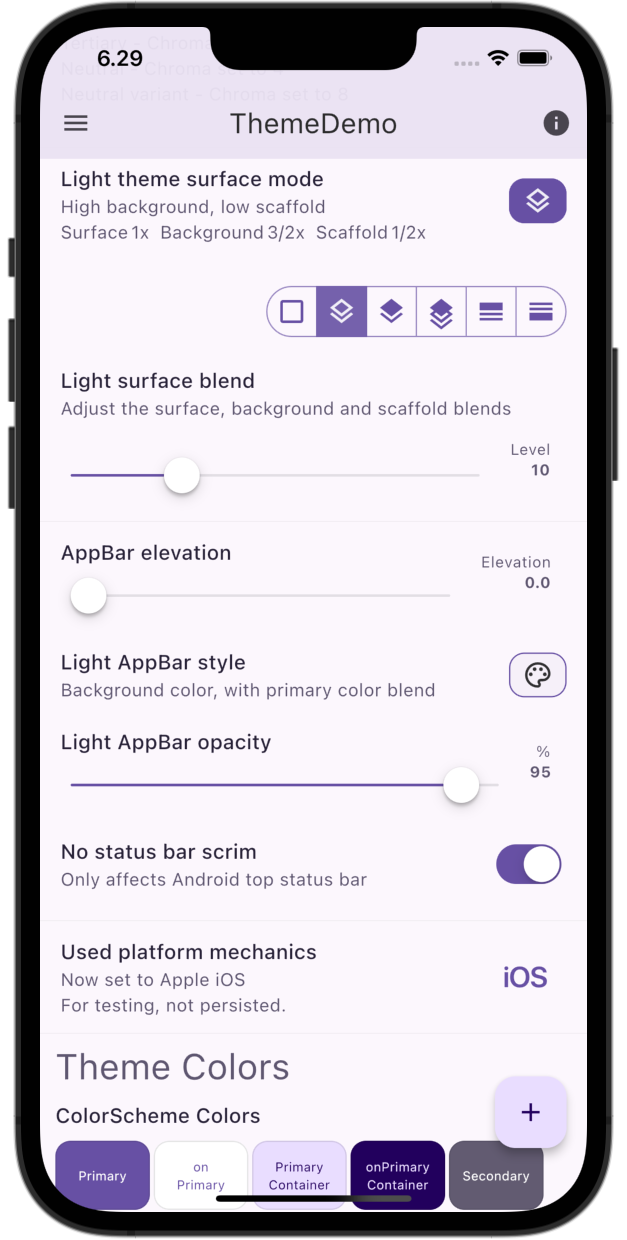 6.29
Tertiary - Chroma
Neutral - Chroma set to 4
Neutral variant - Chroma set to 8
ThemeDemo
Light theme surface mode
High background, low scaffold
Surface 1x Background 3/2x Scaffold 1/2x
Light surface blend
Adjust the surface, background and scaffold blends
Level
10
AppBar elevation
Elevation
0.0
Light AppBar style
Background color, with primary color blend
Light AppBar opacity
%
95
No status bar scrim
Only affects Android top status bar
Used platform mechanics
Now set to Apple iOS
For testing, not persisted.
iOS
Theme Colors
+
ColorScheme Colors
Primary
on
Primary
Primary
Container
onPrimary
Container
Secondary